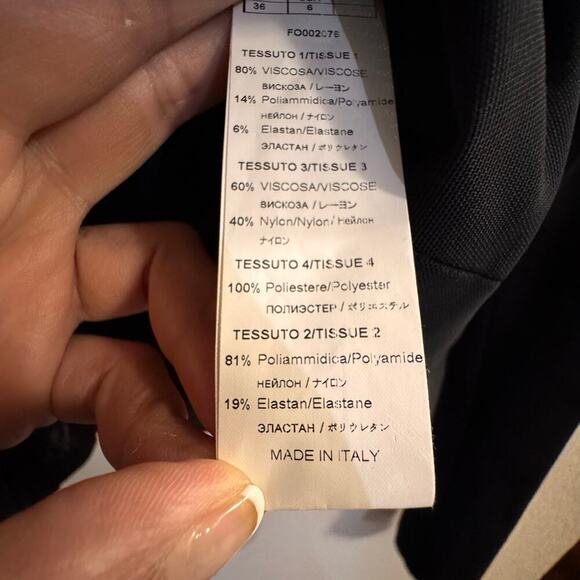 36 6
FO002076
TESSUTO 1/TISSUE 1
80% VISCOSA/VISCOSE
ВИСКОЗА / レーヨン
14% Poliammidica/Polyamide
НЕЙЛОН / ナイロン
6% Elastan/Elastane
ЭЛАСТАН / ポリウレタン
TESSUTO 3/TISSUE 3
60% VISCOSA/VISCOSE
ВИСКОЗА / レーヨン
40% Nylon/Nylon/ Нейлон
ナイロン
TESSUTO 4/TISSUE 4
100% Poliestere/Polyester
ПОЛИЭСТЕР / ポリエステル
TESSUTO 2/TISSUE 2
81% Poliammidica/Polyamide
НЕЙЛОН / ナイロン
19% Elastan/Elastane
ЭЛАСТАН / ポリウレタン
MADE IN ITALY